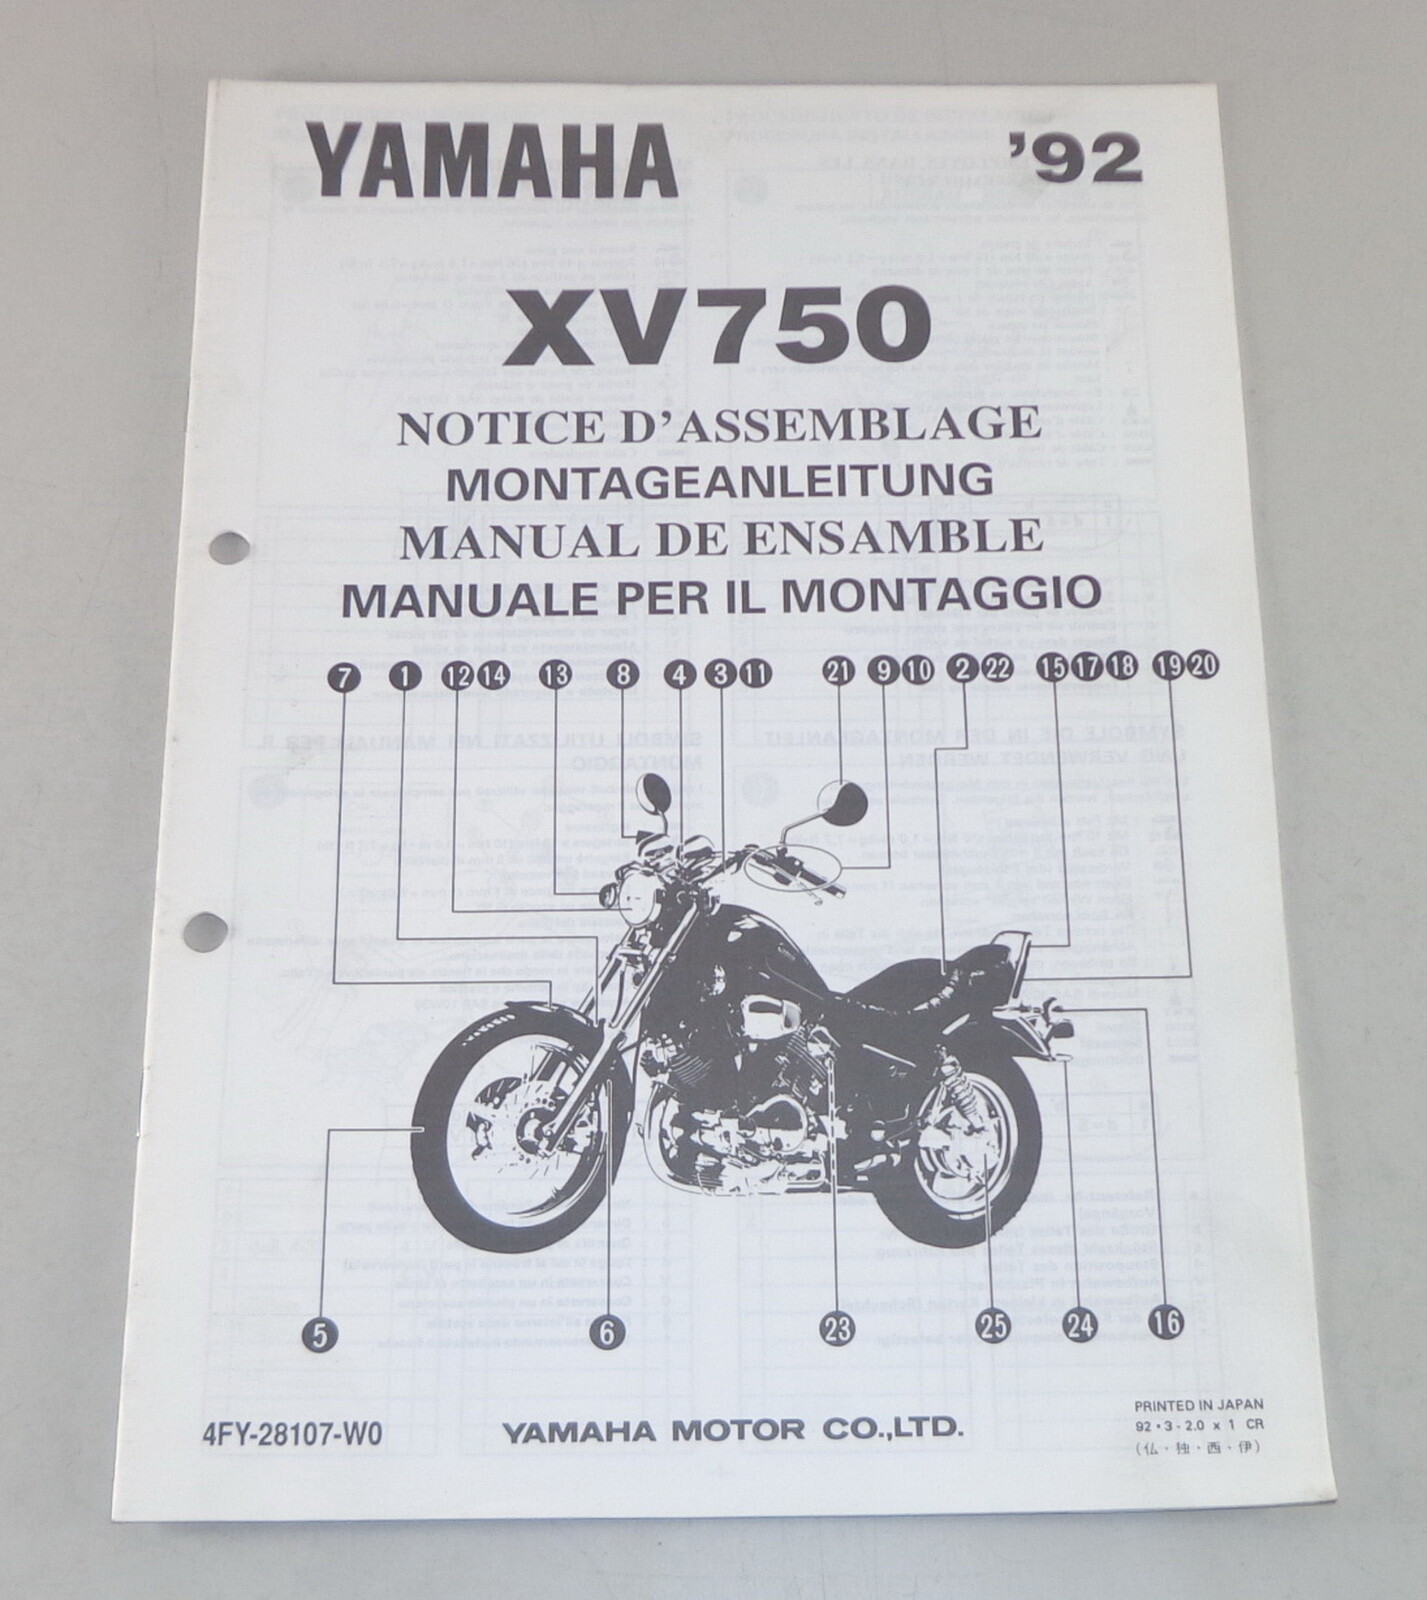 YAMAHA '92
XV750
NOTICE D'ASSEMBLAGE
MONTAGEANLEITUNG
MANUAL DE ENSAMBLE
MANUALE PER IL MONTAGGIO
7 1 12 14 13 8 4 3 11 21 9 10 2 22 15 17 18 19 20
5 6 23 25 24 16
4FY-28107-W0
YAMAHA MOTOR CO.,LTD.
PRINTED IN JAPAN
92・3-2.0 x 1 CR
(仏・独・西・伊)